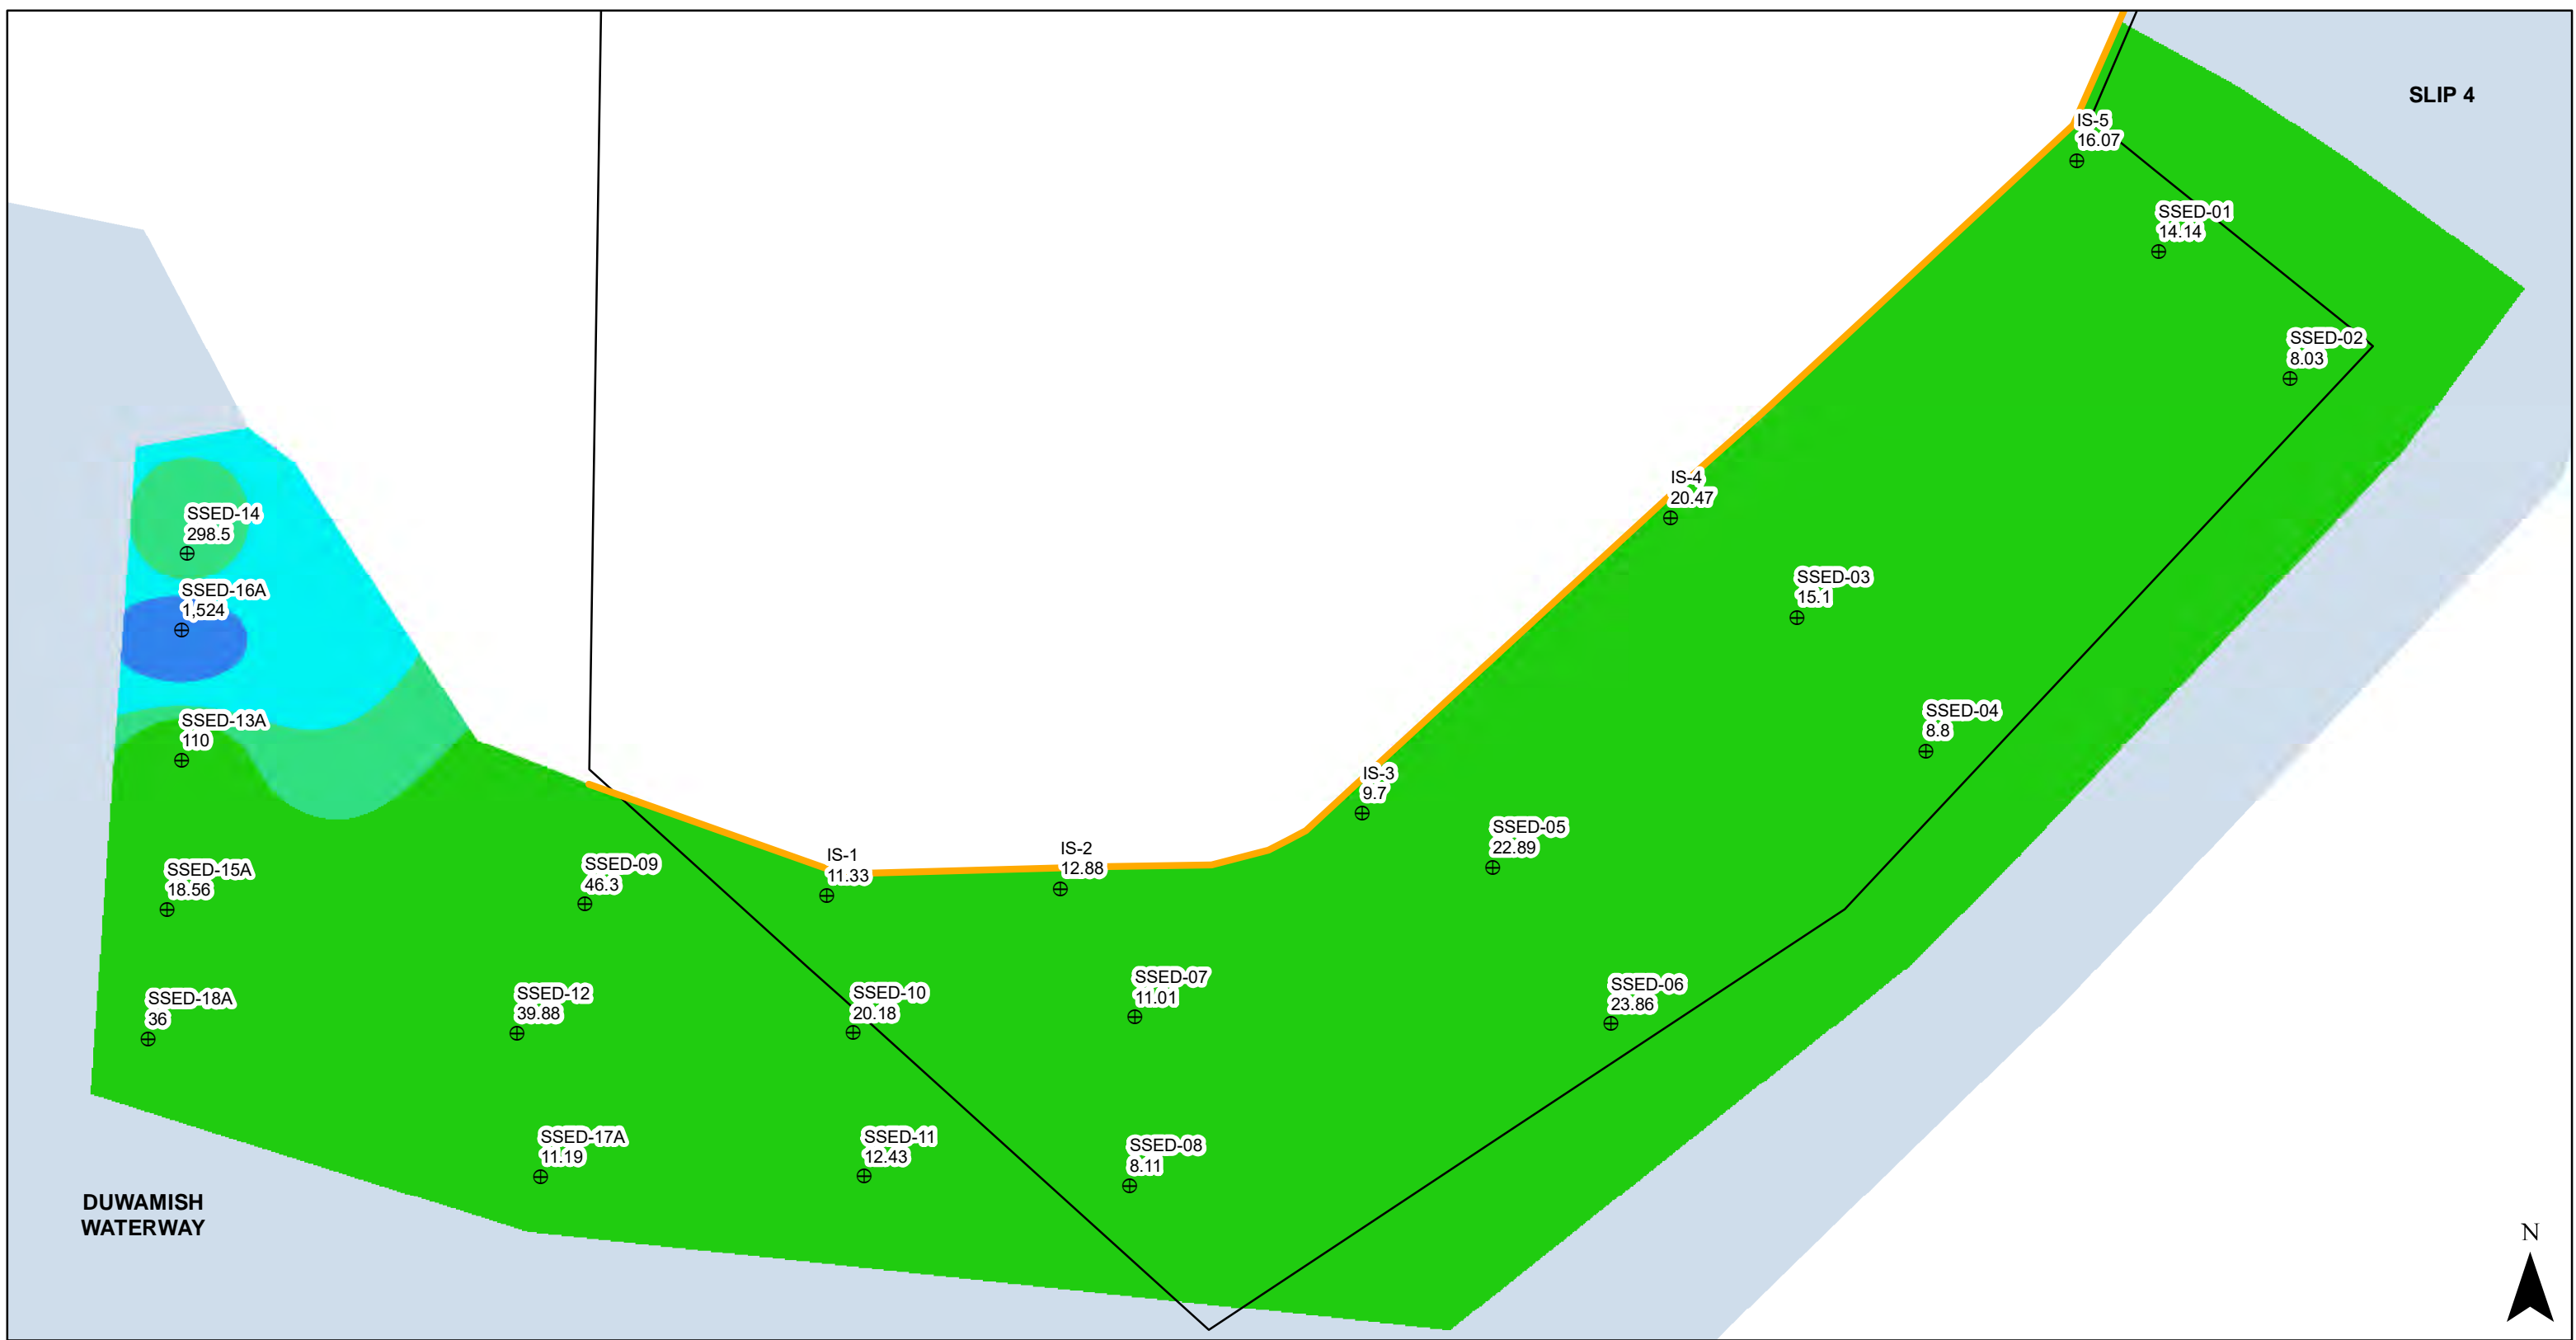 SLIP 4
IS-5
16.07
SSED-01
14.14
SSED-02
8.03
IS-4
20.47
SSED-14
298.5
SSED-03
15.1
SSED-16A
1,524
SSED-04
8.8
SSED-13A
110
IS-3
9.7
SSED-05
22.89
IS-2
12.88
IS-1
11.33
SSED-09
46.3
SSED-15A
18.56
SSED-07
11.01
SSED-06
23.86
SSED-10
20.18
SSED-12
39.88
SSED-18A
36
SSED-17A
11.19
SSED-11
12.43
SSED-08
8.11
DUWAMISH
WATERWAY
N